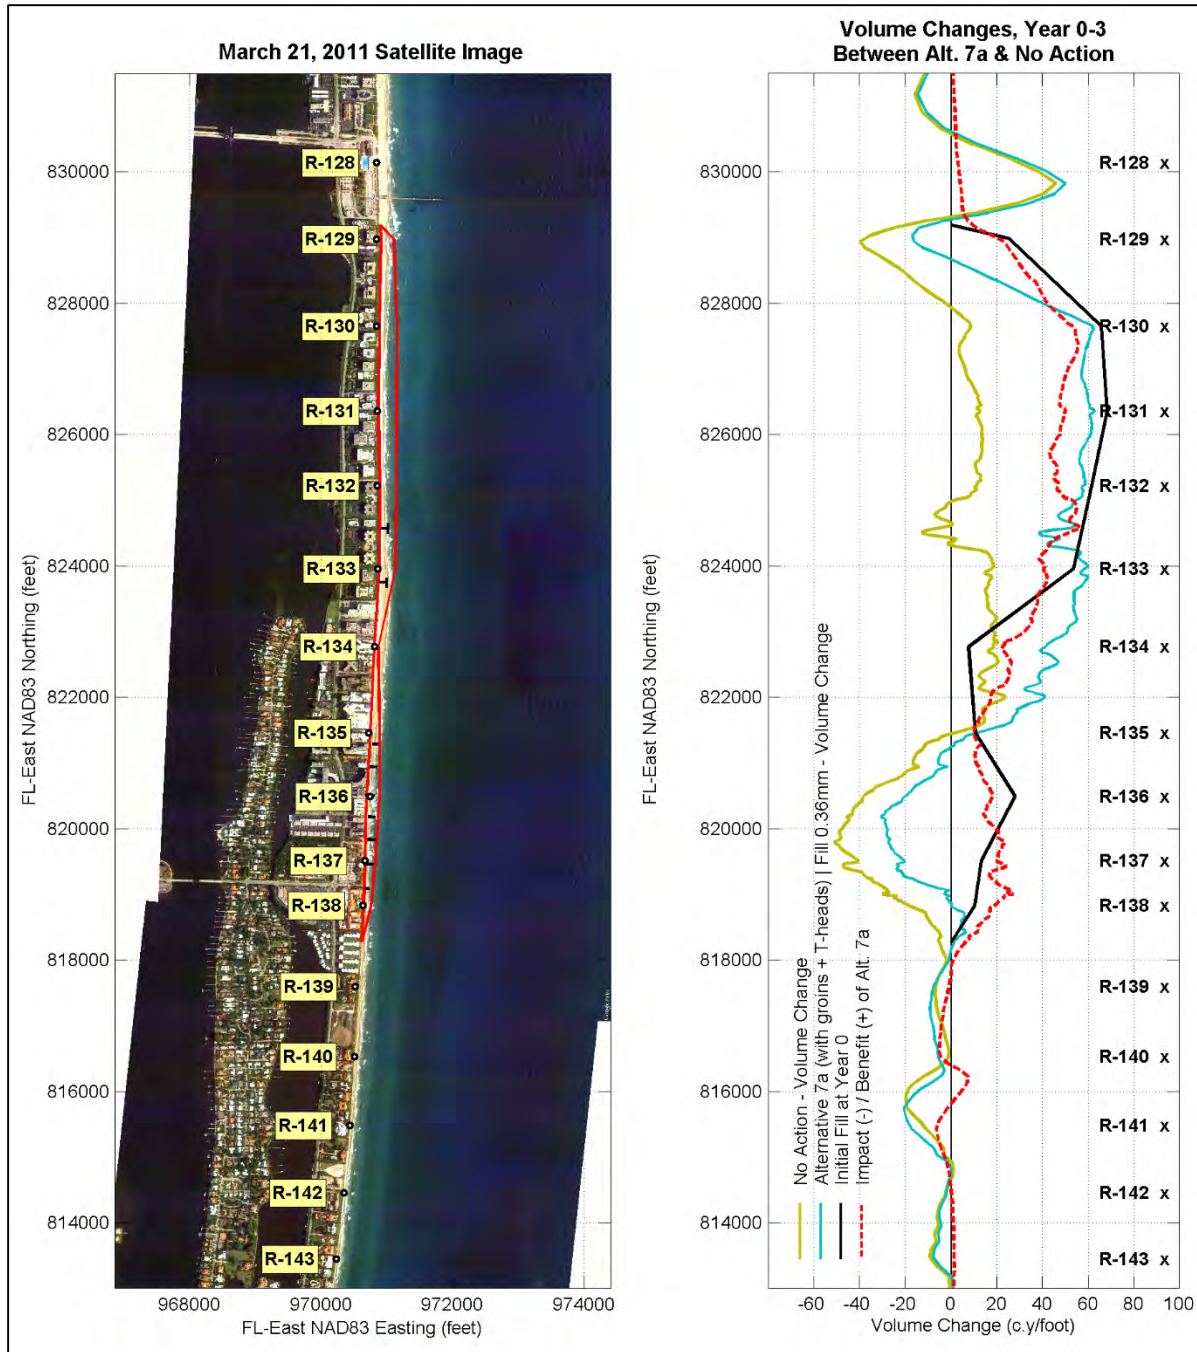 March 21, 2011 Satellite Image
830000
828000
826000
824000
822000
820000
818000
816000
814000
R-128
R-129
R-130
R-131
R-132
R-133
R-134
R-135
R-136
R-137
R-138
R-139
R-140
R-141
R-142
R-143
968000 970000 972000 974000
FL-East NAD83 Easting (feet)
FL-East NAD83 Northing (feet)
Volume Changes, Year 0-3
Between Alt. 7a & No Action
830000
828000
826000
824000
822000
820000
818000
816000
814000
R-128 x
R-129 x
R-130 x
R-131 x
R-132 x
R-133 x
R-134 x
R-135 x
R-136 x
R-137 x
R-138 x
R-139 x
R-140 x
R-141 x
R-142 x
R-143 x
No Action - Volume Change
Alternative 7a (with groins + T-heads) | Fill 0.36mm - Volume Change
Initial Fill at Year 0
Impact (-) / Benefit (+) of Alt. 7a
-60 -40 -20 0 20 40 60 80 100
Volume Change (c.y/foot)
FL-East NAD83 Northing (feet)